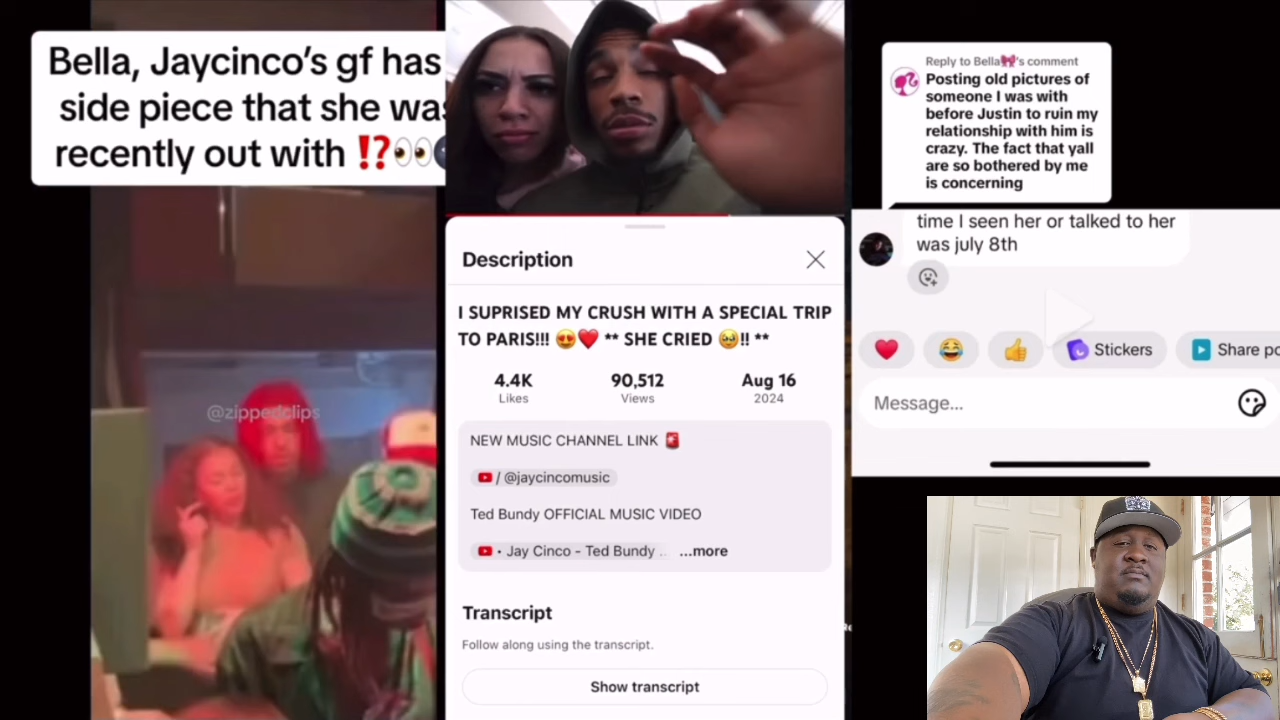 Bella, Jaycinco's gf has
side piece that she was
recently out with ⁉️👀
@zippedclips
Description
I SUPRISED MY CRUSH WITH A SPECIAL TRIP
TO PARIS!!! 😍❤️ ** SHE CRIED 🥹!! **
4.4K
Likes
90,512
Views
Aug 16
2024
NEW MUSIC CHANNEL LINK 🚨
/ @jaycincomusic
Ted Bundy OFFICIAL MUSIC VIDEO
• Jay Cinco - Ted Bundy ..
...more
Transcript
Follow along using the transcript.
Show transcript
Reply to Bella🎀's comment
Posting old pictures of
someone I was with
before Justin to ruin my
relationship with him is
crazy. The fact that yall
are so bothered by me
is concerning
time I seen her or talked to her
was july 8th
Stickers
Share po
Message...